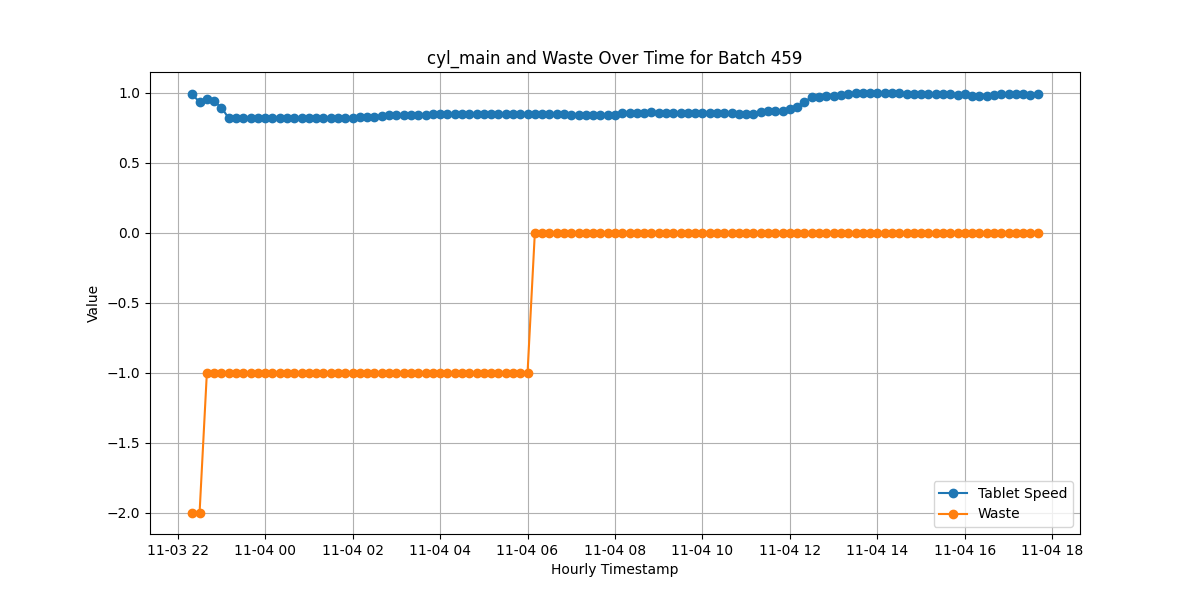 cyl_main and Waste Over Time for Batch 459
1.0
0.5
0.0
−0.5
−1.0
−1.5
−2.0
Value
Tablet Speed
Waste
11-03 22 11-04 00 11-04 02 11-04 04 11-04 06 11-04 08 11-04 10 11-04 12 11-04 14 11-04 16 11-04 18
Hourly Timestamp